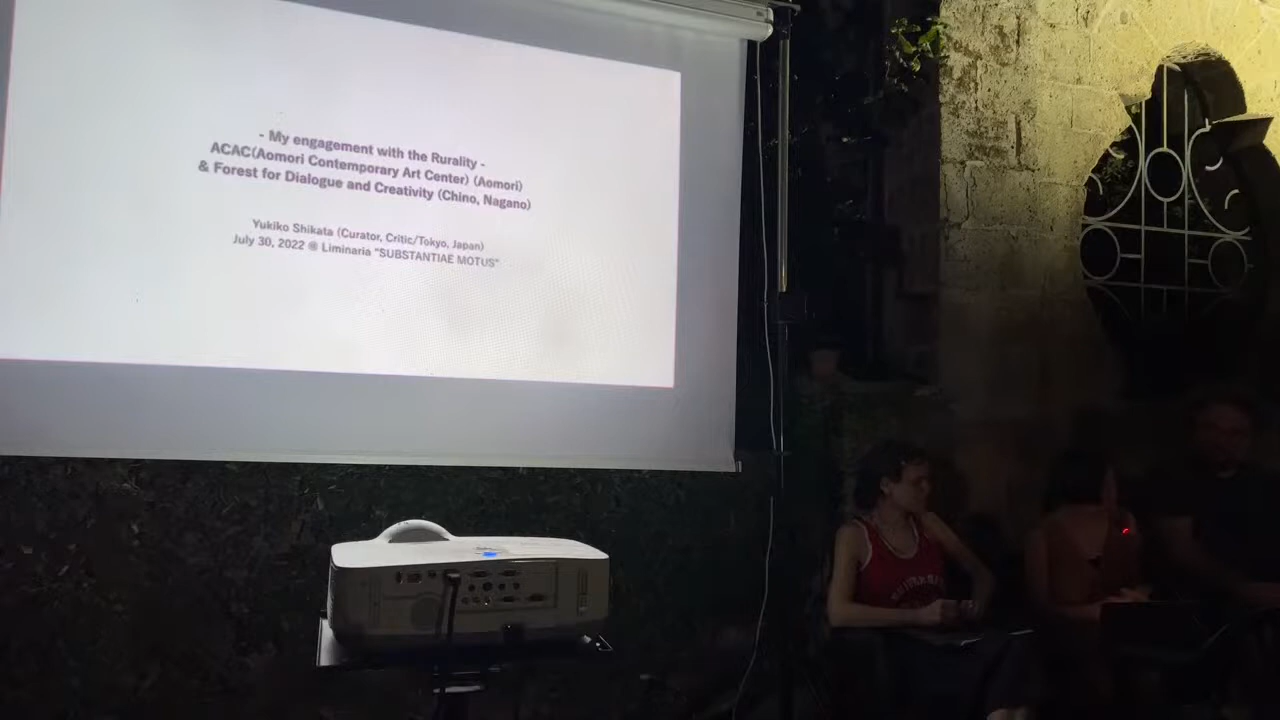 - My engagement with the Rurality -
ACAC(Aomori Contemporary Art Center) (Aomori)
& Forest for Dialogue and Creativity (Chino, Nagano)
Yukiko Shikata (Curator, Critic/Tokyo, Japan)
July 30, 2022 @ Liminaria "SUBSTANTIAE MOTUS"